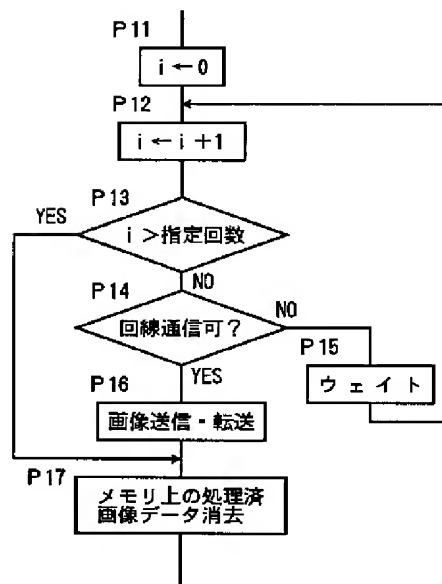 P11
i←0
P12
i←i+1
P13
YES
i＞指定回数
NO
P14
回線通信可？
NO
P15
YES
ウェイト
P16
画像送信・転送
P17
メモリ上の処理済
画像データ消去